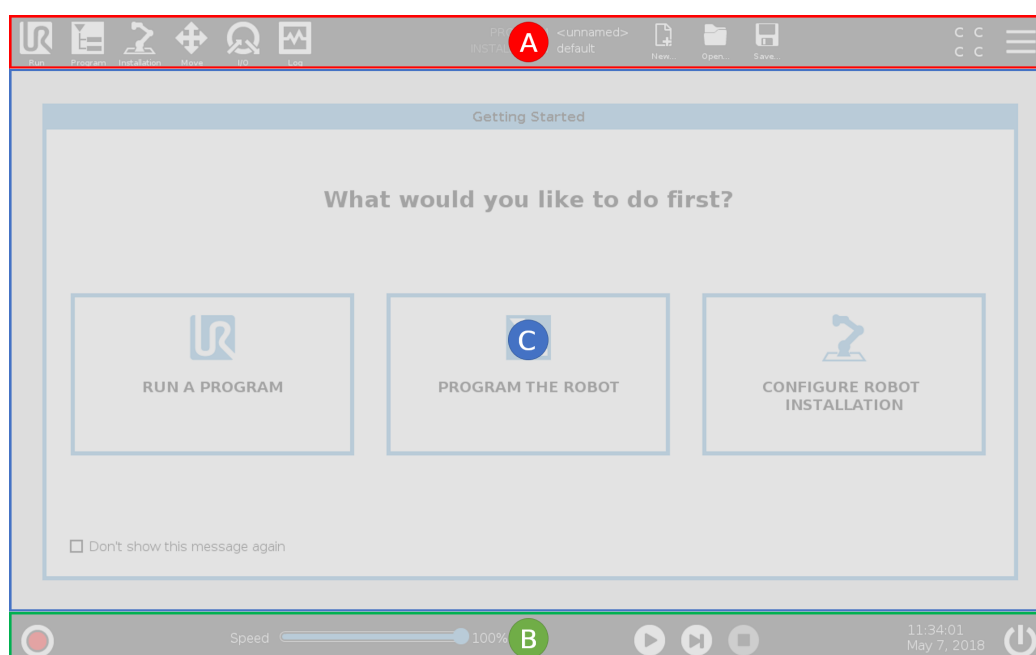 Run Program Installation Move I/O Log
A
<unnamed>
default
New... Open... Save...
C C
C C
Getting Started
What would you like to do first?
C
RUN A PROGRAM
PROGRAM THE ROBOT
CONFIGURE ROBOT
INSTALLATION
Don't show this message again
Speed 100% B
11:34:01
May 7, 2018